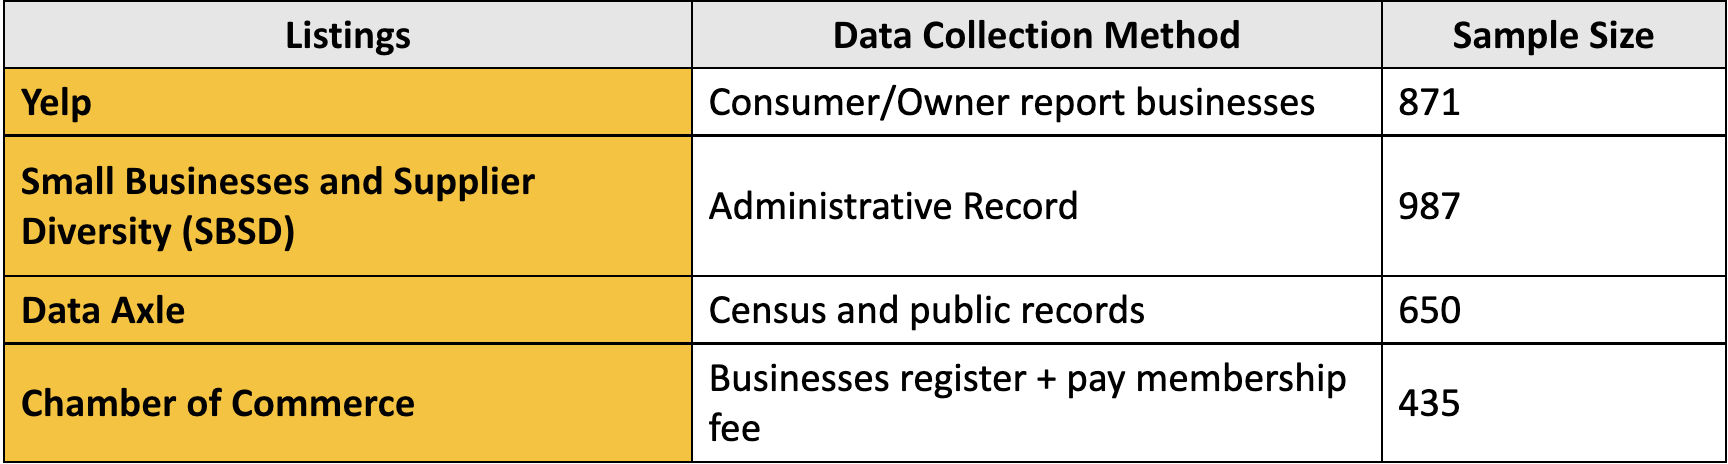 Listings Data Collection Method Sample Size
Yelp Consumer/Owner report businesses 871
Small Businesses and Supplier
Diversity (SBSD)
Administrative Record 987
Data Axle Census and public records 650
Chamber of Commerce
Businesses register + pay membership
fee
435